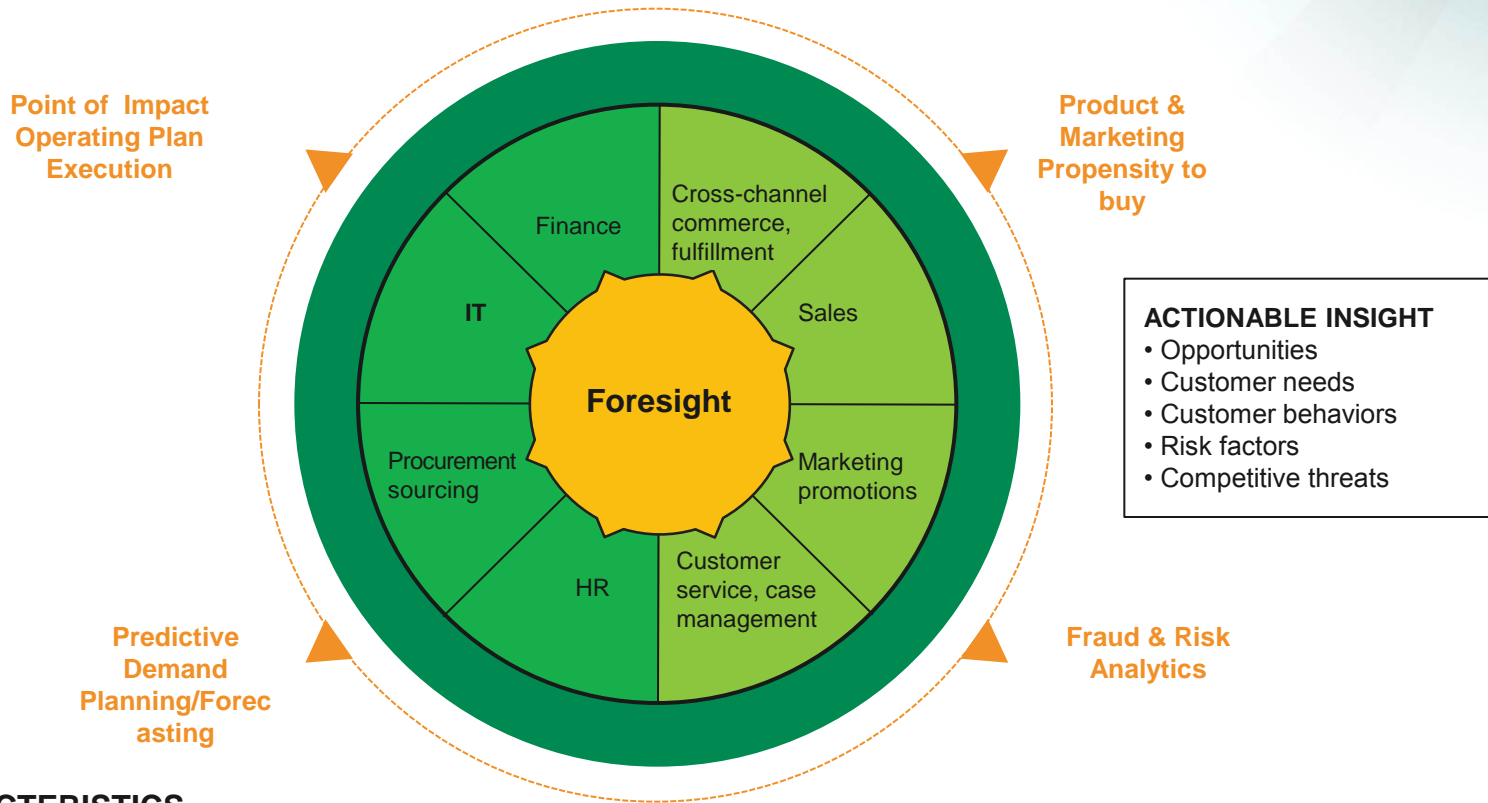 Point of Impact
Operating Plan
Execution
Product &
Marketing
Propensity to
buy
Finance
Cross-channel
commerce,
fulfillment
IT
Sales
Foresight
Procurement
sourcing
Marketing
promotions
HR
Customer
service, case
management
ACTIONABLE INSIGHT
• Opportunities
• Customer needs
• Customer behaviors
• Risk factors
• Competitive threats
Predictive
Demand
Planning/Forec
asting
Fraud & Risk
Analytics
CTERISTICS